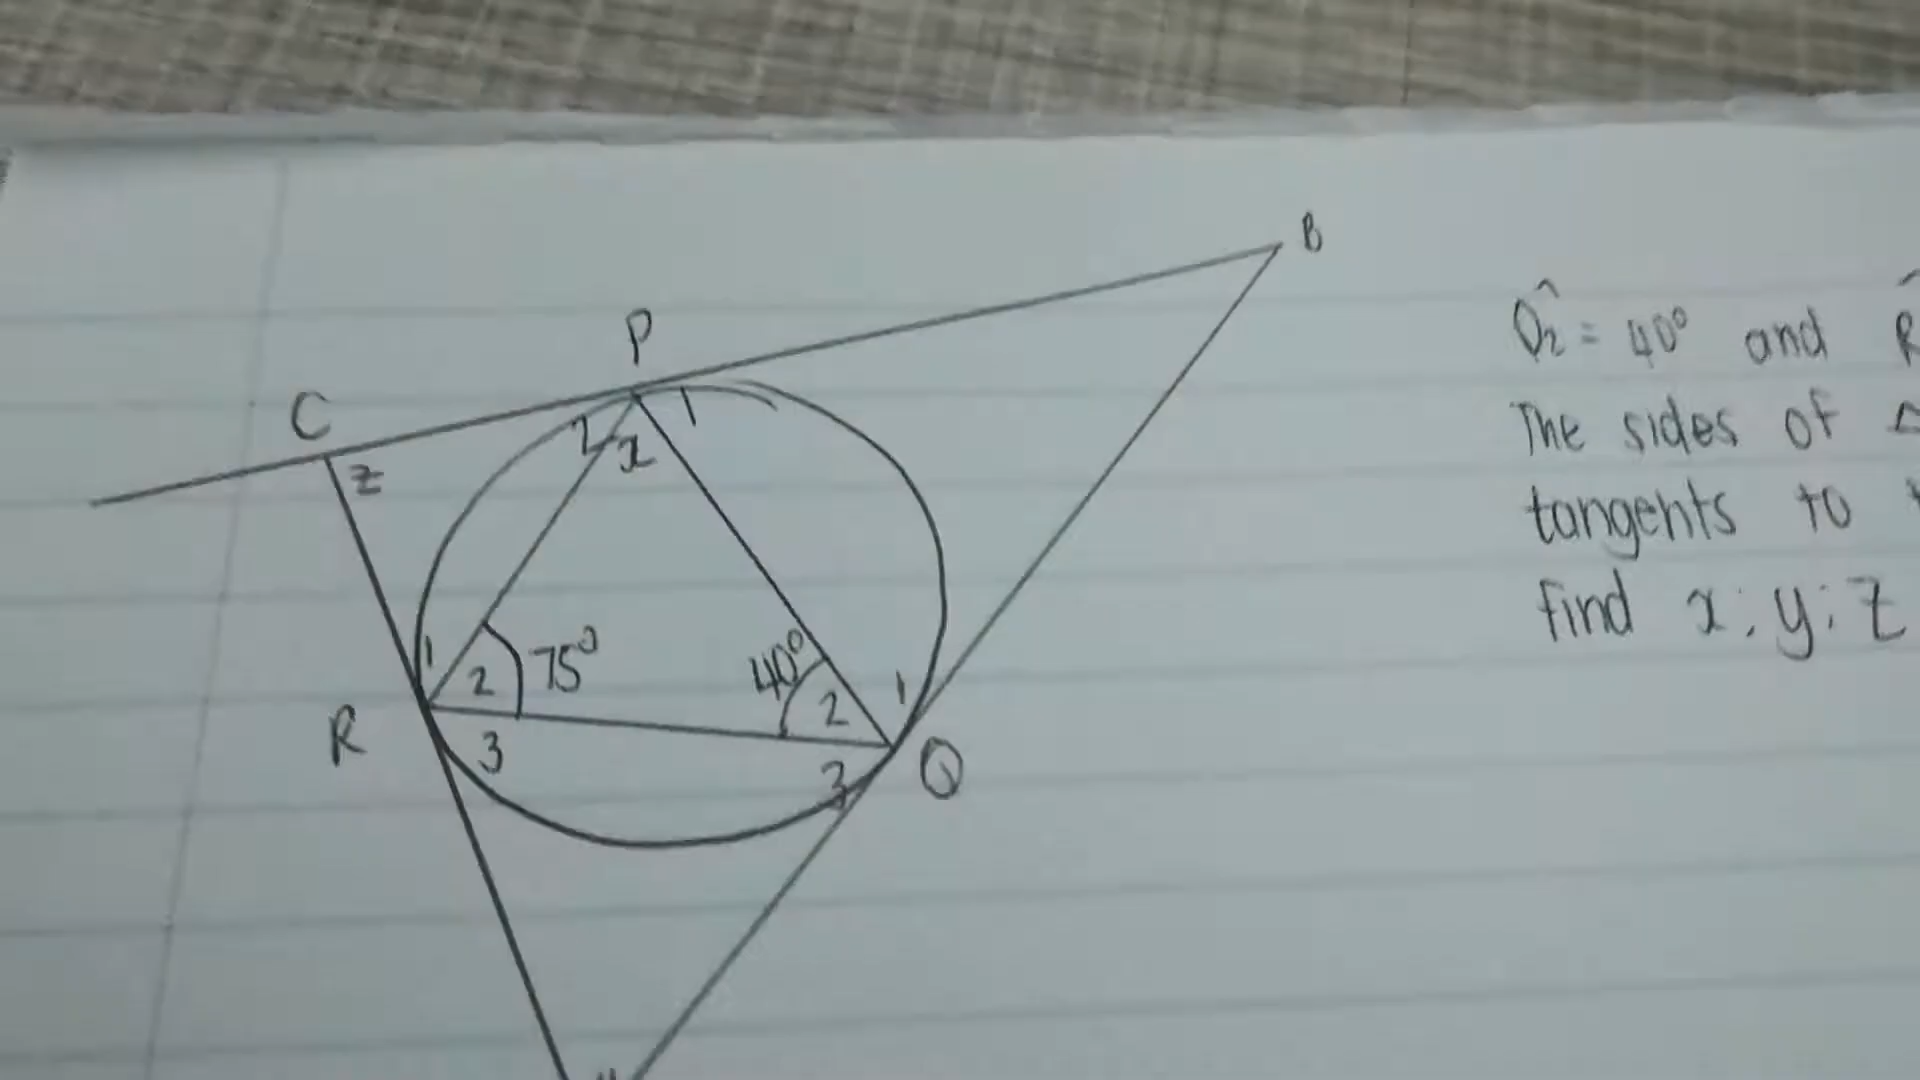 B
P
C
1
2
x
z
1
2
75°
40°
2
1
R
3
3
Q
Q̂2 = 40° and R̂
The sides of Δ
tangents to
find x; y; z